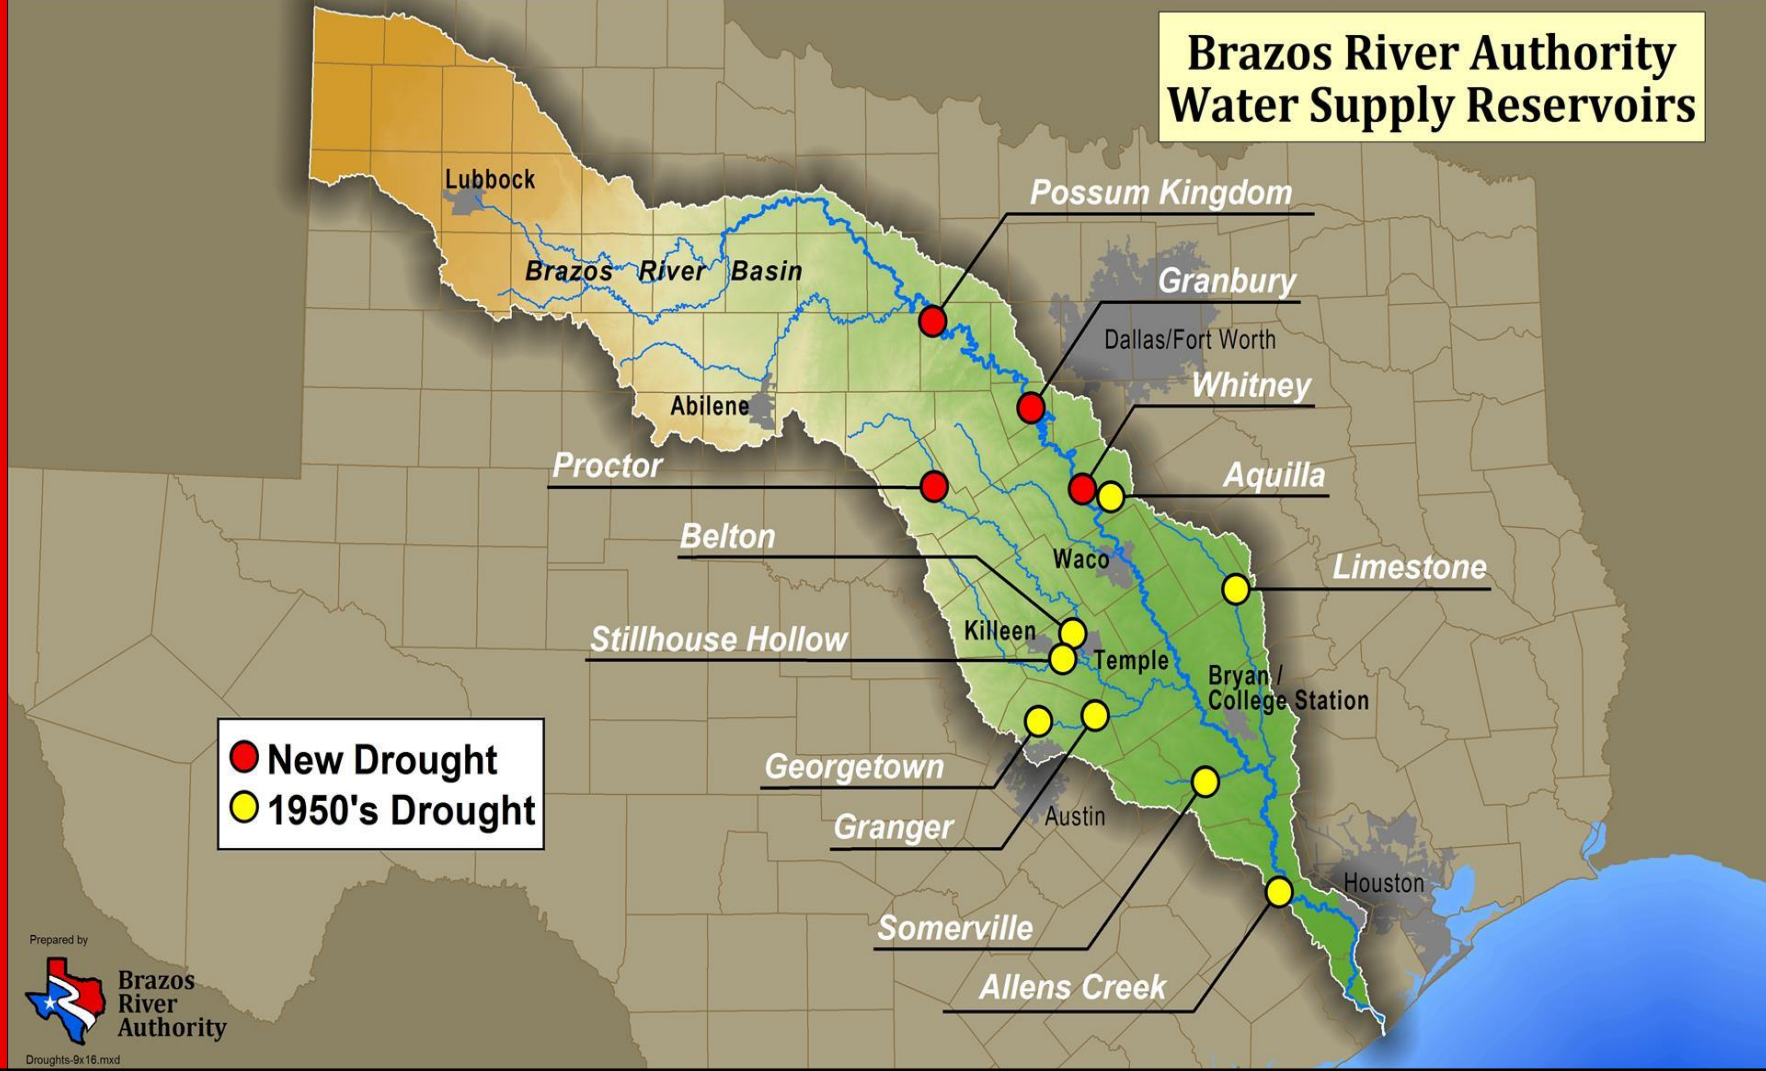 Brazos River Authority
Water Supply Reservoirs
Lubbock
Possum Kingdom
Brazos River Basin
Granbury
Dallas/Fort Worth
Whitney
Abilene
Proctor
Aquilla
Belton
Waco
Limestone
Killeen
Stillhouse Hollow
Temple
Bryan /
College Station
New Drought
1950's Drought
Georgetown
Austin
Granger
Houston
Somerville
Allens Creek
Prepared by
Brazos
River
Authority
Droughts-9x16.mxd